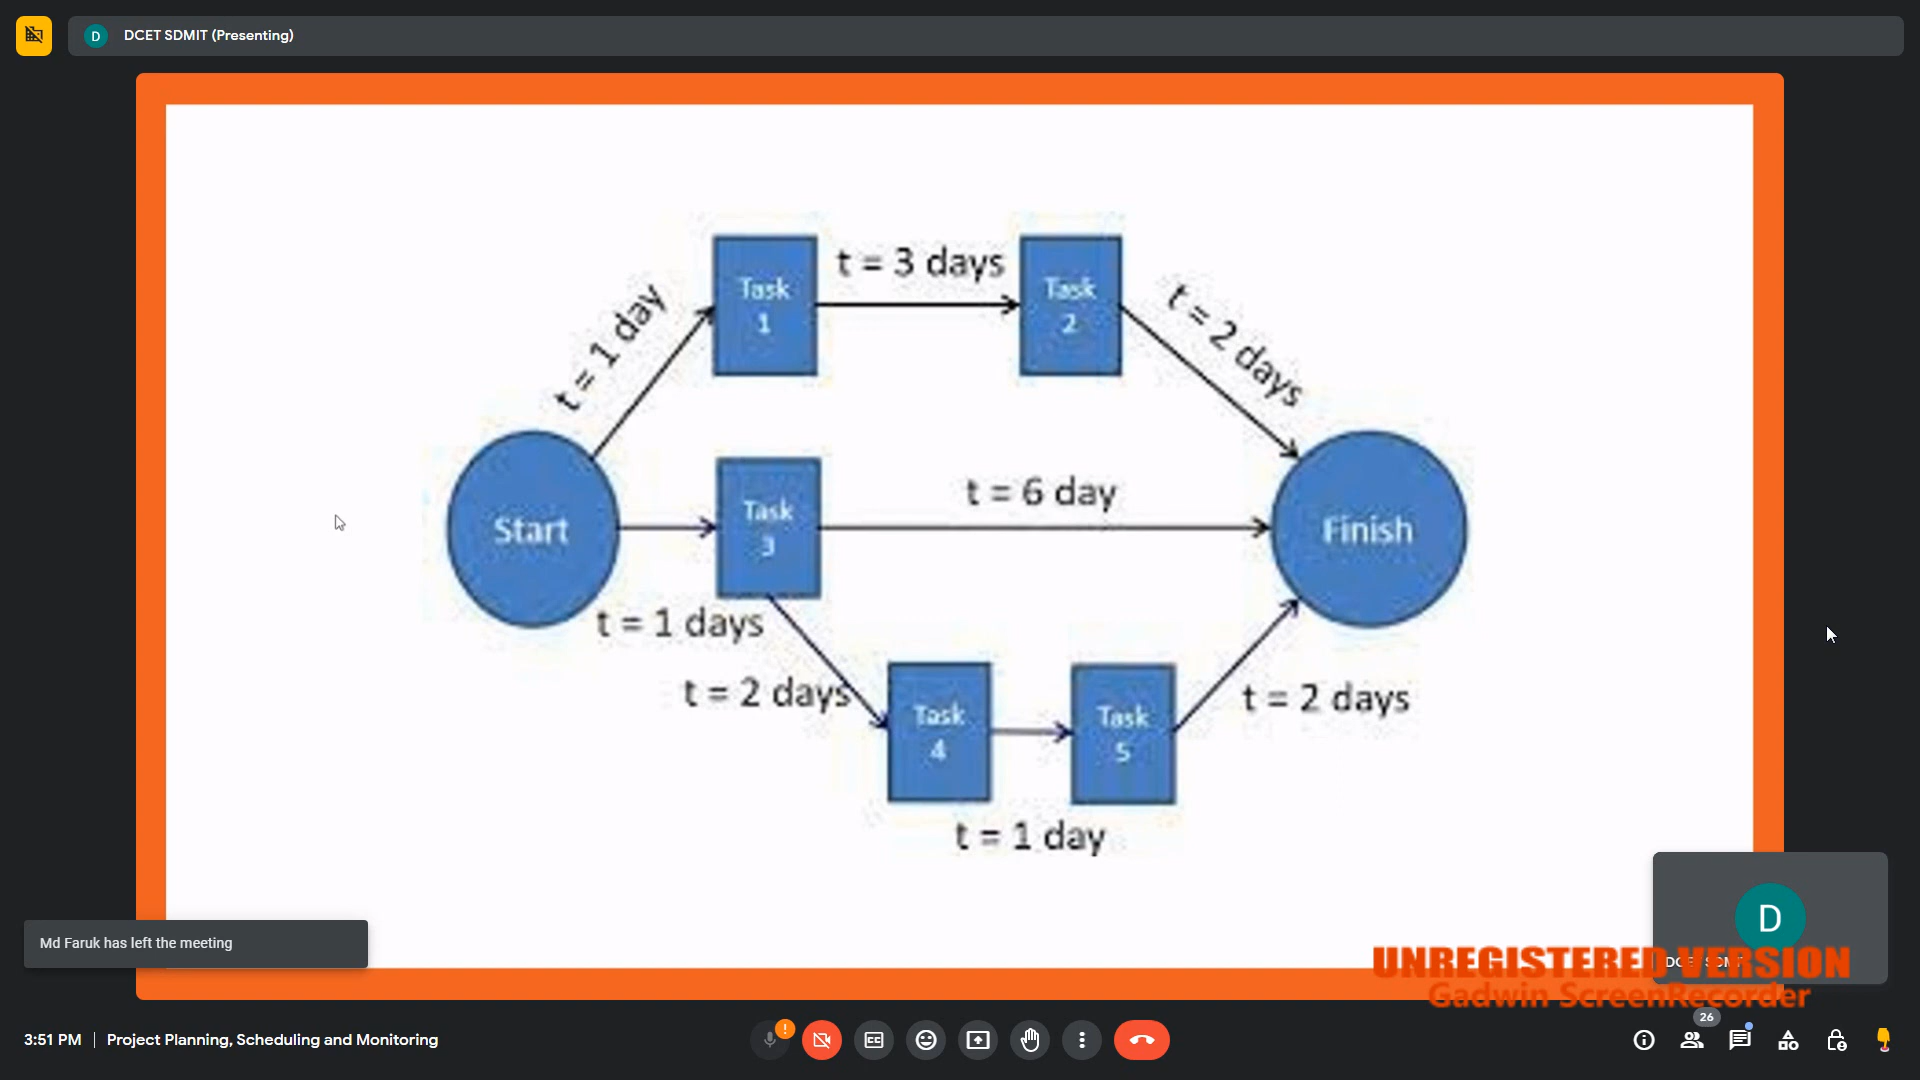 D DCET SDMIT (Presenting)
t = 1 day
Task
1
t = 3 days
Task
2
t = 2 days
Start
Task
3
t = 6 day
Finish
t = 1 days
t = 2 days
Task
4
Task
5
t = 2 days
t = 1 day
D
Md Faruk has left the meeting
UNREGISTERED VERSION
Gadwin ScreenRecorder
26
3:51 PM | Project Planning, Scheduling and Monitoring